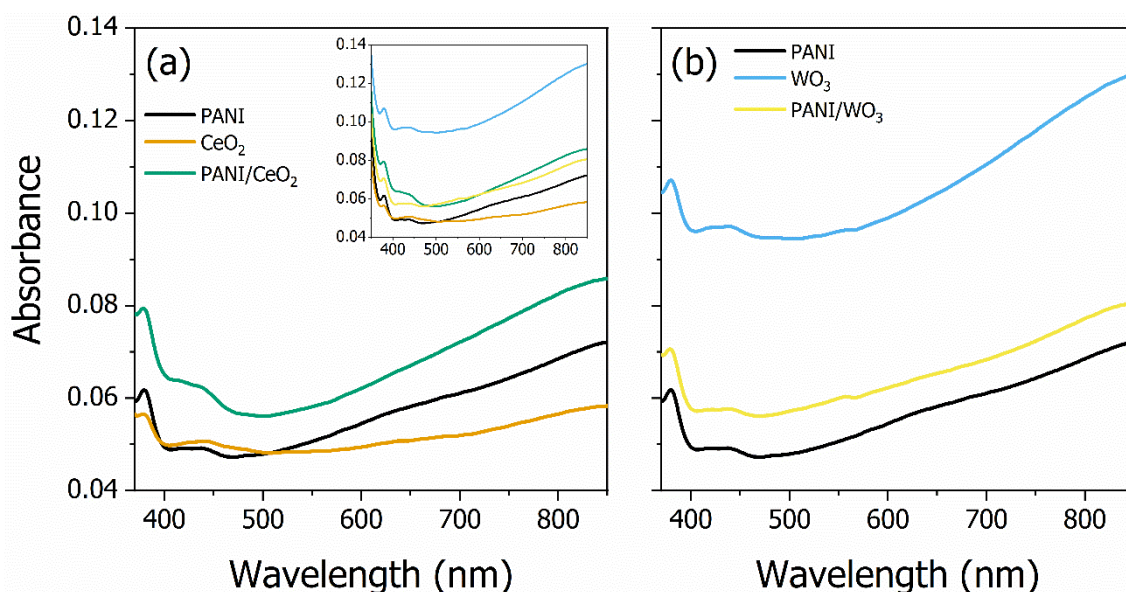 Absorbance
0.14
0.12
0.10
0.08
0.06
0.04
(a)
PANI
CeO₂
PANI/CeO₂
0.14
0.12
0.10
0.08
0.06
0.04
400 500 600 700 800
400 500 600 700 800
Wavelength (nm)
(b)
PANI
WO₃
PANI/WO₃
400 500 600 700 800
Wavelength (nm)